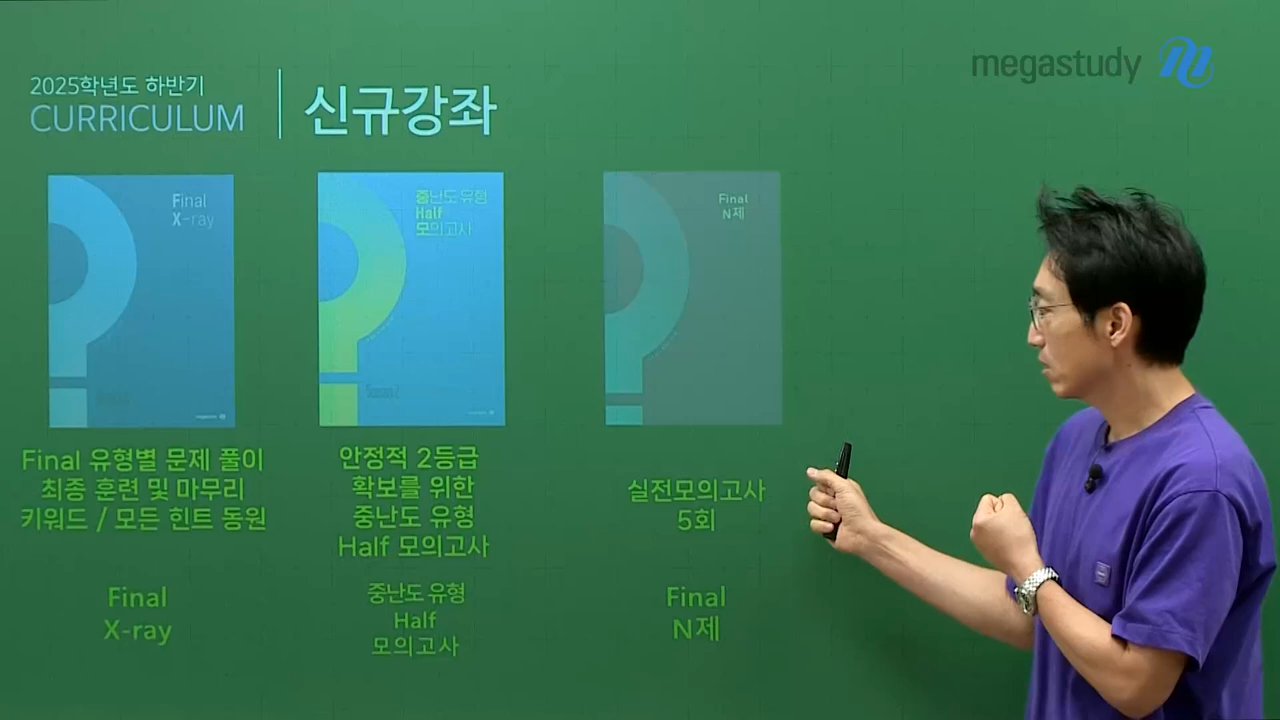 megastudy
2025학년도 하반기
CURRICULUM
신규강좌
Final
X-ray
중난도 유형
Half
모의고사
Final
N제
Final 유형별 문제 풀이
최종 훈련 및 마무리
키워드 / 모든 힌트 동원
안정적 2등급
확보를 위한
중난도 유형
Half 모의고사
실전모의고사
5회
Final
X-ray
중난도 유형
Half
모의고사
Final
N제